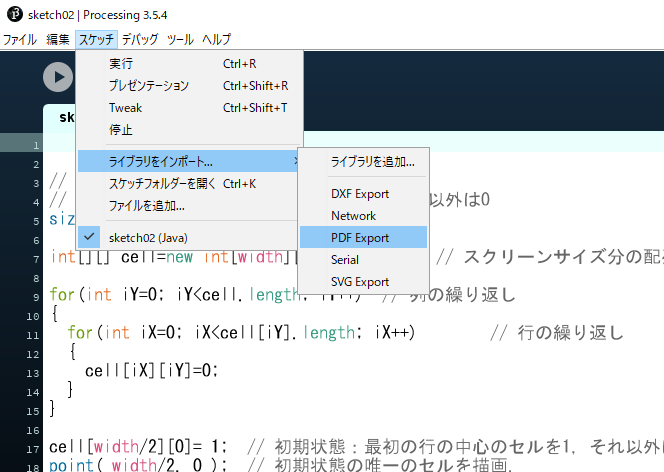 sketch02 | Processing 3.5.4
ファイル 編集 スケッチ デバッグ ツール ヘルプ
実行 Ctrl+R
プレゼンテーション Ctrl+Shift+R
Tweak Ctrl+Shift+T
停止
ライブラリをインポート...
スケッチフォルダーを開く Ctrl+K
ファイルを追加...
sketch02 (Java)
ライブラリを追加...
DXF Export
Network
PDF Export
Serial
SVG Export
sk
1
2
3 //
4 // 以外は0
5 siz
6
7 int[][] cell=new int[width][ // スクリーンサイズ分の配
8
9 for(int iY=0; iY<cell.length; iY++) // 列の繰り返し
10 {
11 for(int iX=0; iX<cell[iY].length; iX++) // 行の繰り返し
12 {
13 cell[iX][iY]=0;
14 }
15 }
16
17 cell[width/2][0]= 1; // 初期状態：最初の行の中心のセルを1，それ以外
18 point( width/2, 0 ); // 初期状態の唯一のセルを描画.